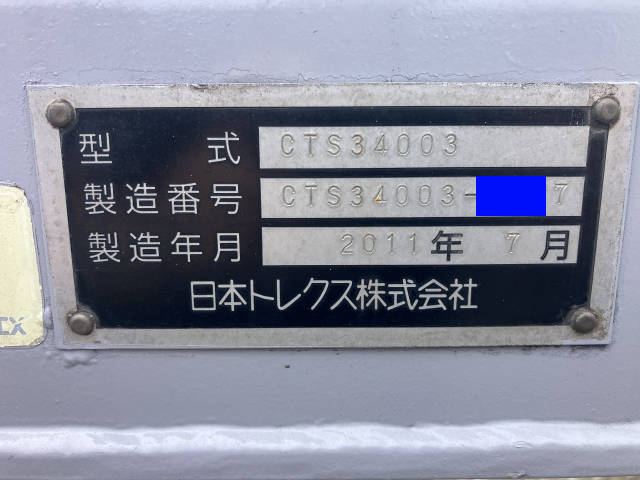 型 式 CTS34003
製造番号 CTS34003- 7
製造年月 2011年 7月
日本トレクス株式会社